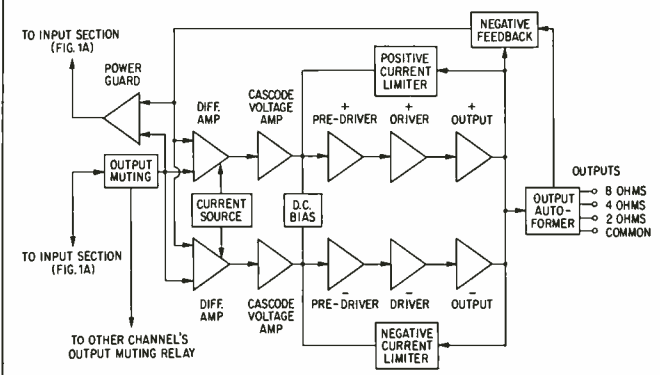 TO INPUT SECTION
(FIG. 1A)
POWER
GUARD
NEGATIVE
FEEDBACK
POSITIVE
CURRENT
LIMITER
DIFF.
AMP
CASCODE
VOLTAGE
AMP
+
PRE-DRIVER
+
ORIVER
+
OUTPUT
OUTPUT
MUTING
CURRENT
SOURCE
D.C.
BIAS
OUTPUTS
OUTPUT
AUTO-
FORMER
8 OHMS
4 OHMS
2 OHMS
COMMON
TO INPUT SECTION
(FIG. 1A)
DIFF.
AMP
CASCODE
VOLTAGE
AMP
−
PRE-DRIVER
−
DRIVER
−
OUTPUT
NEGATIVE
CURRENT
LIMITER
TO OTHER CHANNEL'S
OUTPUT MUTING RELAY